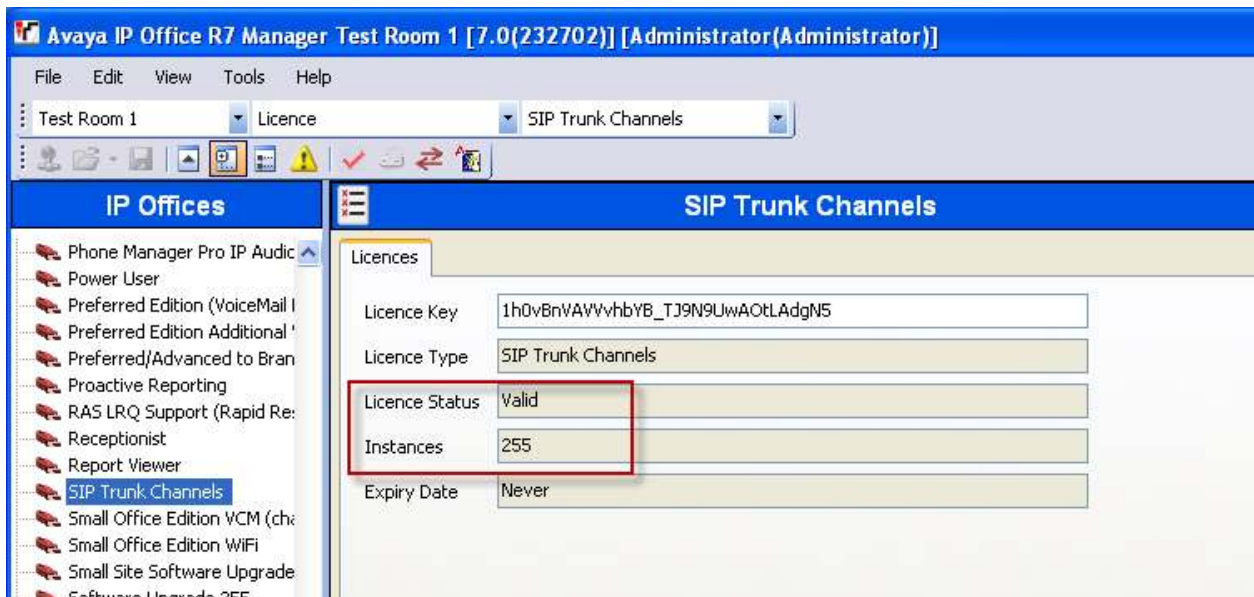 Avaya IP Office R7 Manager Test Room 1 [7.0(232702)] [Administrator(Administrator)]
File Edit View Tools Help
Test Room 1 Licence SIP Trunk Channels
IP Offices
Phone Manager Pro IP Audic
Power User
Preferred Edition (VoiceMail
Preferred Edition Additional
Preferred/Advanced to Bran
Proactive Reporting
RAS LRQ Support (Rapid Re
Receptionist
Report Viewer
SIP Trunk Channels
Small Office Edition VCM (cha
Small Office Edition WiFi
Small Site Software Upgrade
Software Upgrade 255
SIP Trunk Channels
Licences
Licence Key 1h0vBnVAVVvhbYB_TJ9N9UwAOtLAdgN5
Licence Type SIP Trunk Channels
Licence Status Valid
Instances 255
Expiry Date Never